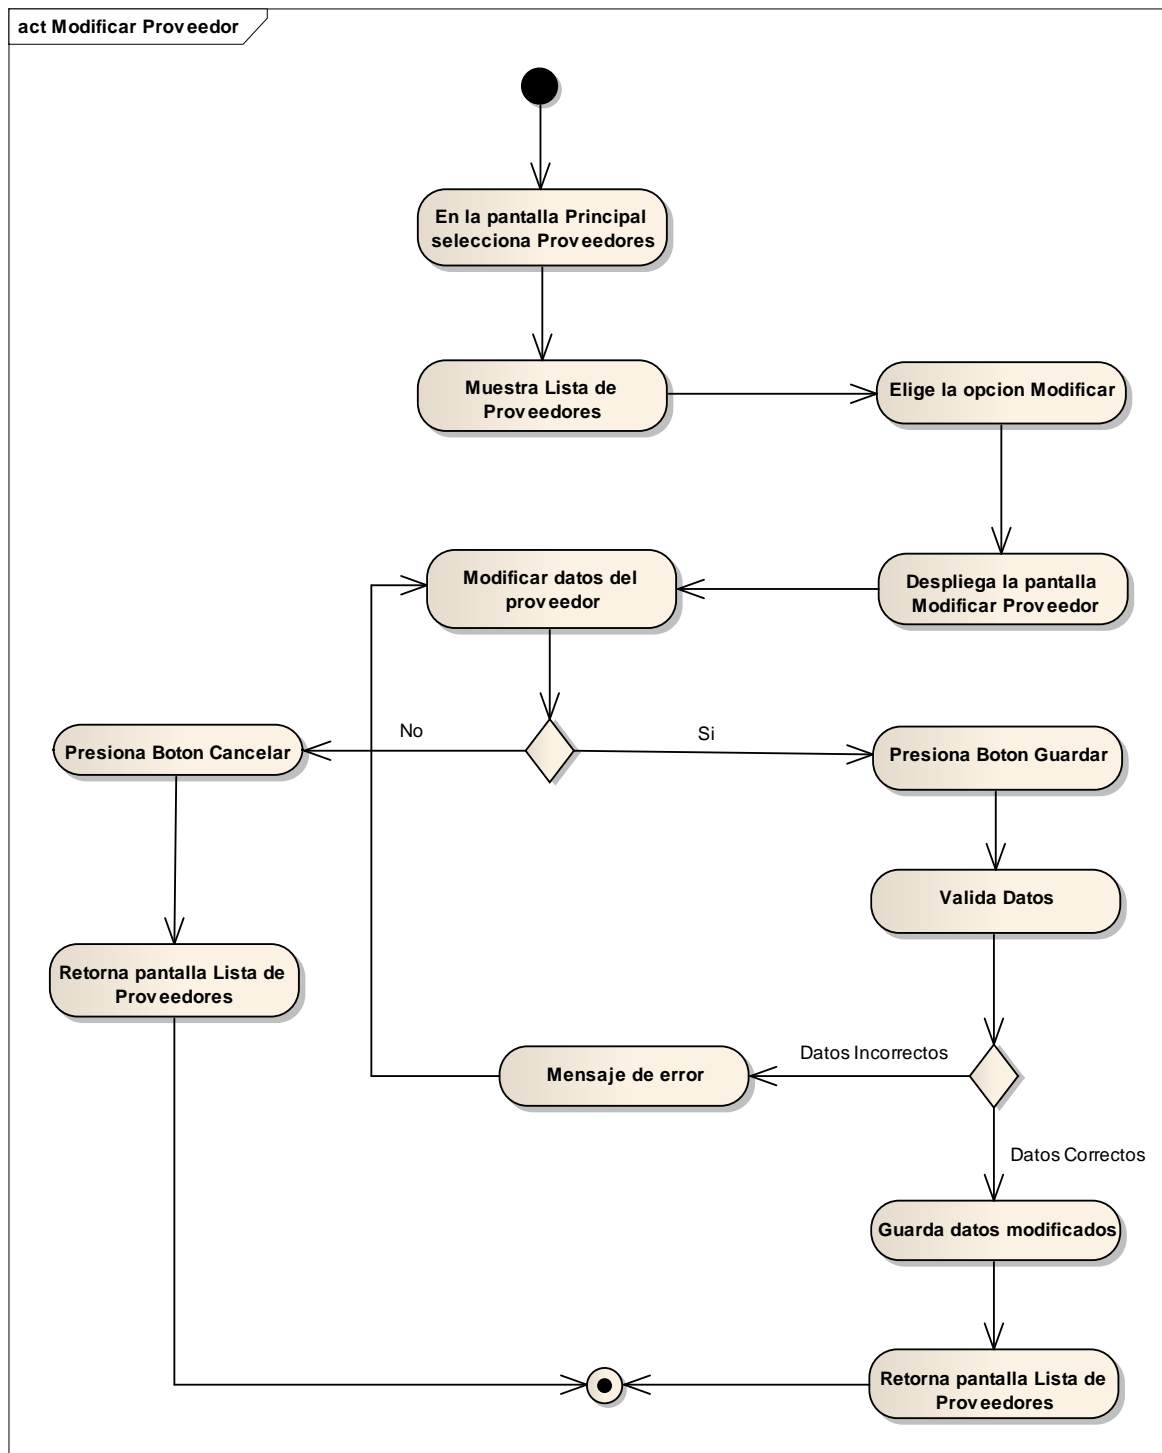 act Modificar Proveedor
En la pantalla Principal
selecciona Proveedores
Muestra Lista de
Proveedores
Elige la opcion Modificar
Modificar datos del
proveedor
Despliega la pantalla
Modificar Proveedor
No
Si
Presiona Boton Cancelar
Presiona Boton Guardar
Valida Datos
Retorna pantalla Lista de
Proveedores
Datos Incorrectos
Mensaje de error
Datos Correctos
Guarda datos modificados
Retorna pantalla Lista de
Proveedores